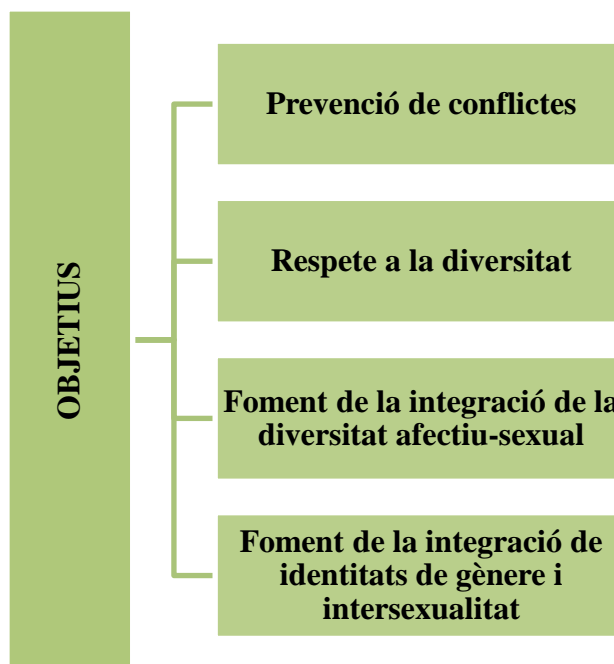 OBJETIUS
Prevenció de conflictes
Respete a la diversitat
Foment de la integració de la
diversitat afectiu-sexual
Foment de la integració de
identitats de gènere i
intersexualitat